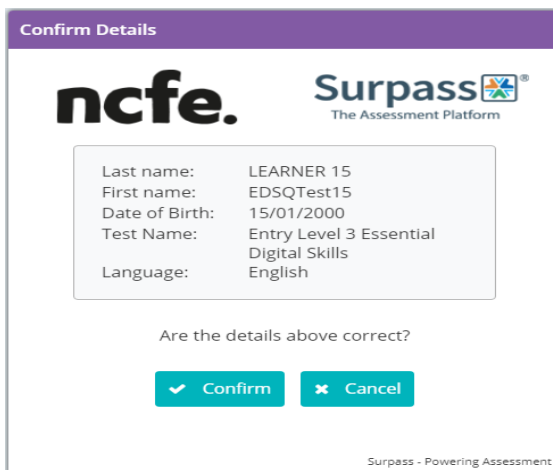 Confirm Details
ncfe.
Surpass®
The Assessment Platform
Last name: LEARNER 15
First name: EDSQTest15
Date of Birth: 15/01/2000
Test Name: Entry Level 3 Essential
Digital Skills
Language: English
Are the details above correct?
Confirm Cancel
Surpass - Powering Assessment